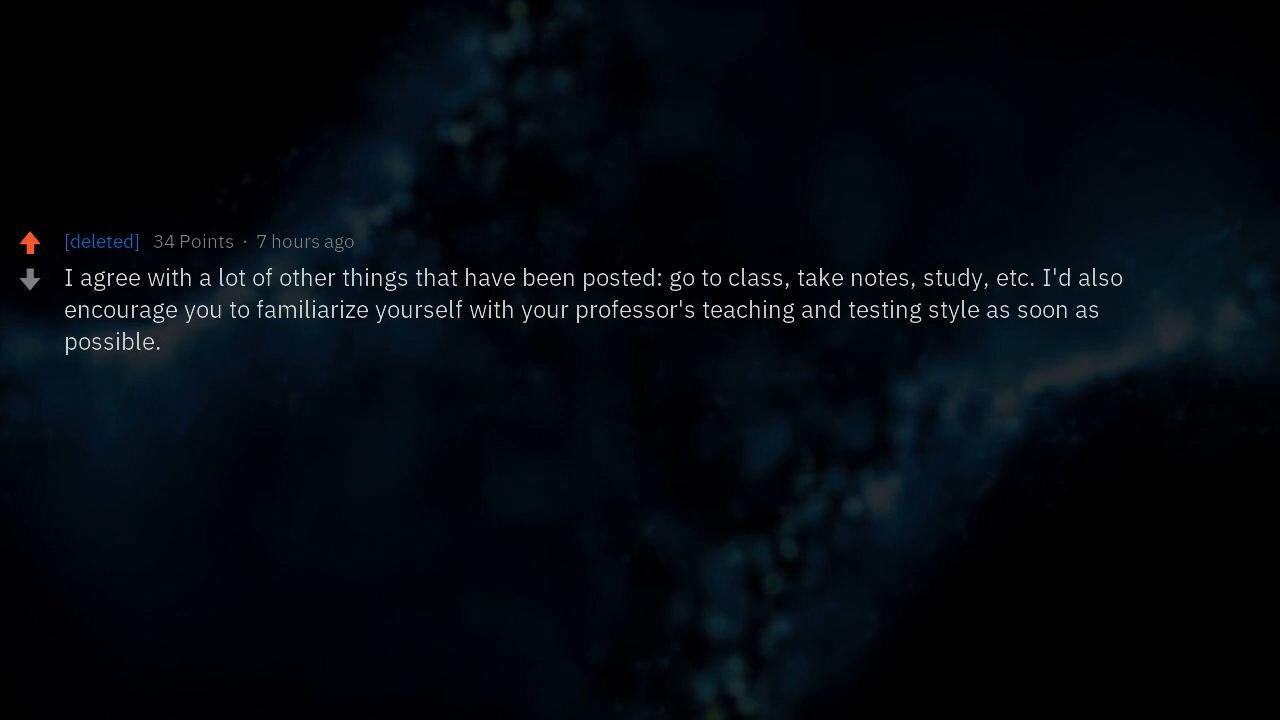 [deleted] 34 Points · 7 hours ago
I agree with a lot of other things that have been posted: go to class, take notes, study, etc. I'd also
encourage you to familiarize yourself with your professor's teaching and testing style as soon as
possible.